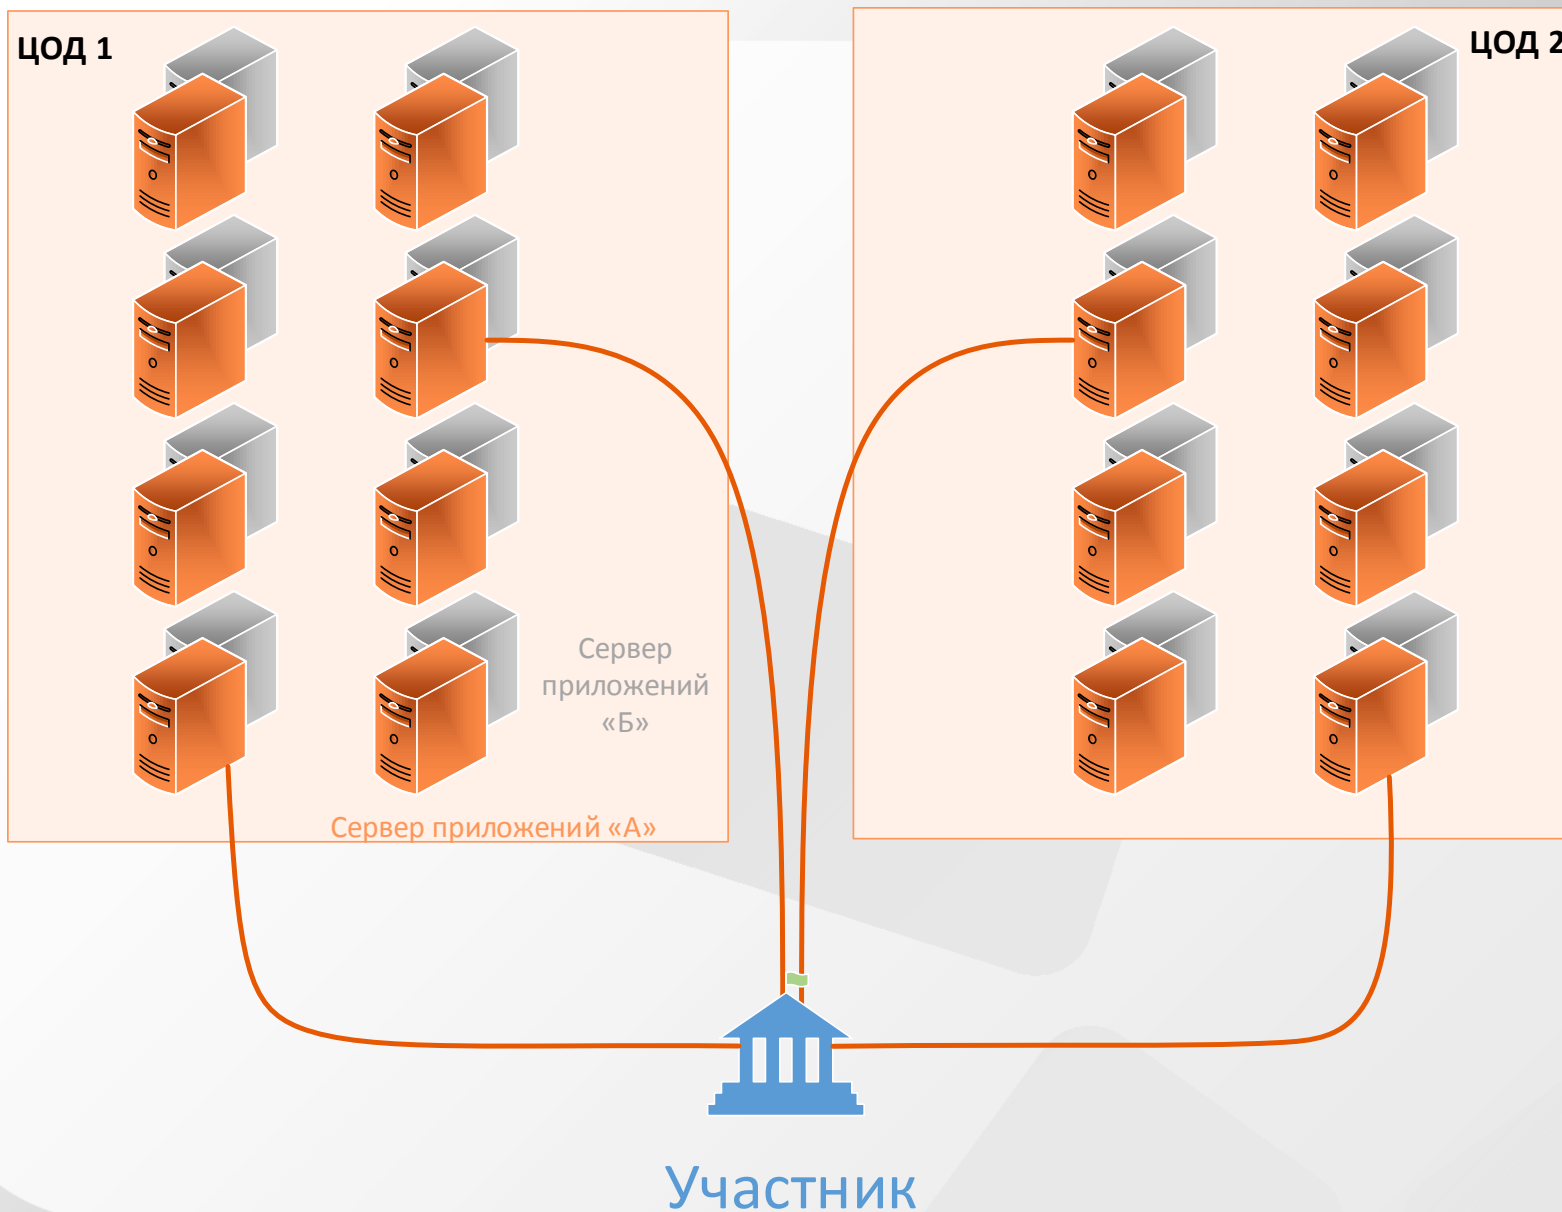 ЦОД 1
ЦОД 2
Сервер
приложений
«Б»
Сервер приложений «А»
Участник